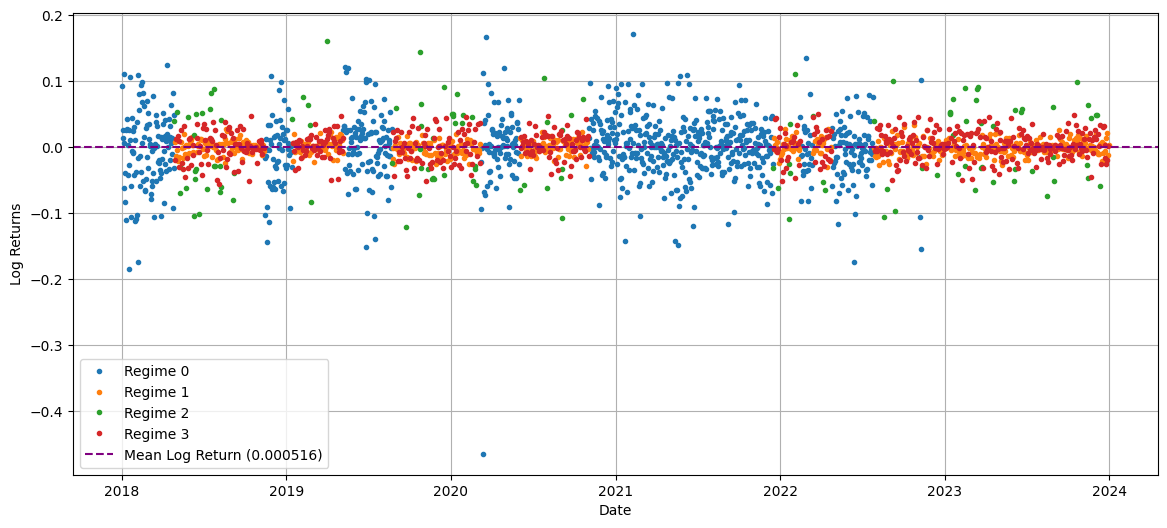 0.2
0.1
0.0
−0.1
−0.2
−0.3
−0.4
Log Returns
Regime 0
Regime 1
Regime 2
Regime 3
Mean Log Return (0.000516)
2018 2019 2020 2021 2022 2023 2024
Date